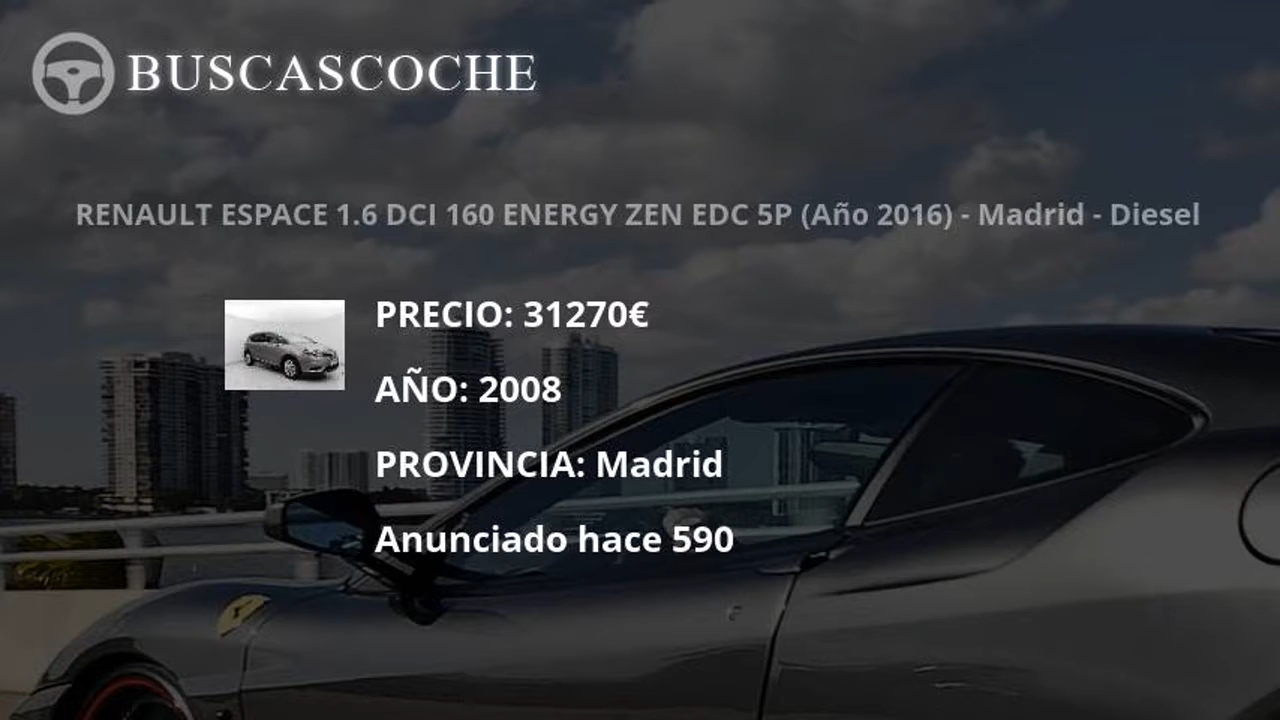 BUSCASCOCHE
RENAULT ESPACE 1.6 DCI 160 ENERGY ZEN EDC 5P (Año 2016) - Madrid - Diesel
PRECIO: 31270€
AÑO: 2008
PROVINCIA: Madrid
Anunciado hace 590